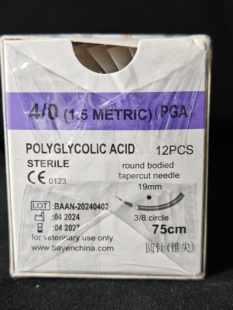 4/0 (1.5 METRIC) (PGA)
POLYGLYCOLIC ACID 12PCS
STERILE
CE 0123
round bodied
tapercut needle
19mm
LOT :BAAN-20240402
:04 2024
:04 2027
3/8 circle
75cm
for veterinary use only
www.bayenchina.com
圆针(锥尖)